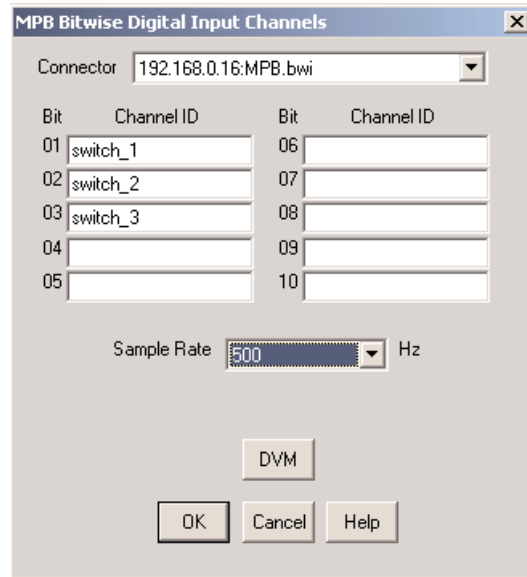 MPB Bitwise Digital Input Channels
Connector 192.168.0.16:MPB.bwi
Bit Channel ID Bit Channel ID
01 switch_1 06
02 switch_2 07
03 switch_3 08
04 09
05 10
Sample Rate 500 Hz
DVM
OK Cancel Help